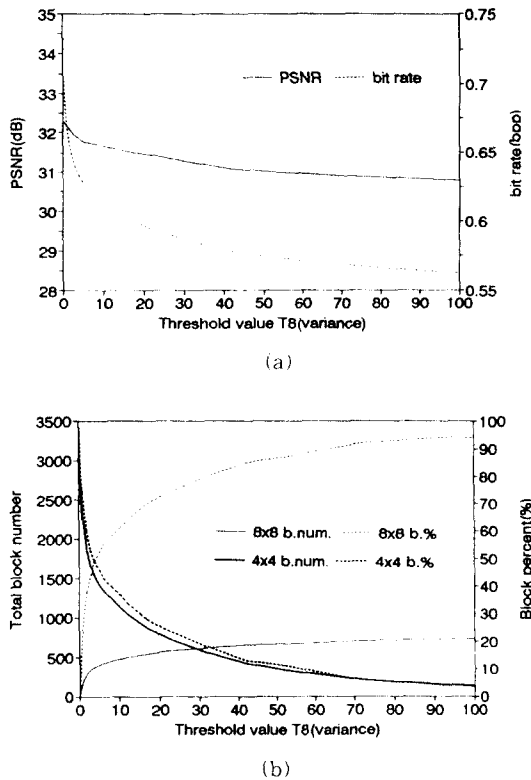 35
34
33
32
31
30
29
28
PSNR(dB)
PSNR
bit rate
0.75
0.7
0.65
0.6
0.55
bit rate(bpp)
0 10 20 30 40 50 60 70 80 90 100
Threshold value T8(variance)
(a)
3500
3000
2500
2000
1500
1000
500
0
Total block number
8x8 b.num. 8x8 b.%
4x4 b.num. 4x4 b.%
100
90
80
70
60
50
40
30
20
10
0
Block percent(%)
0 10 20 30 40 50 60 70 80 90 100
Threshold value T8(variance)
(b)